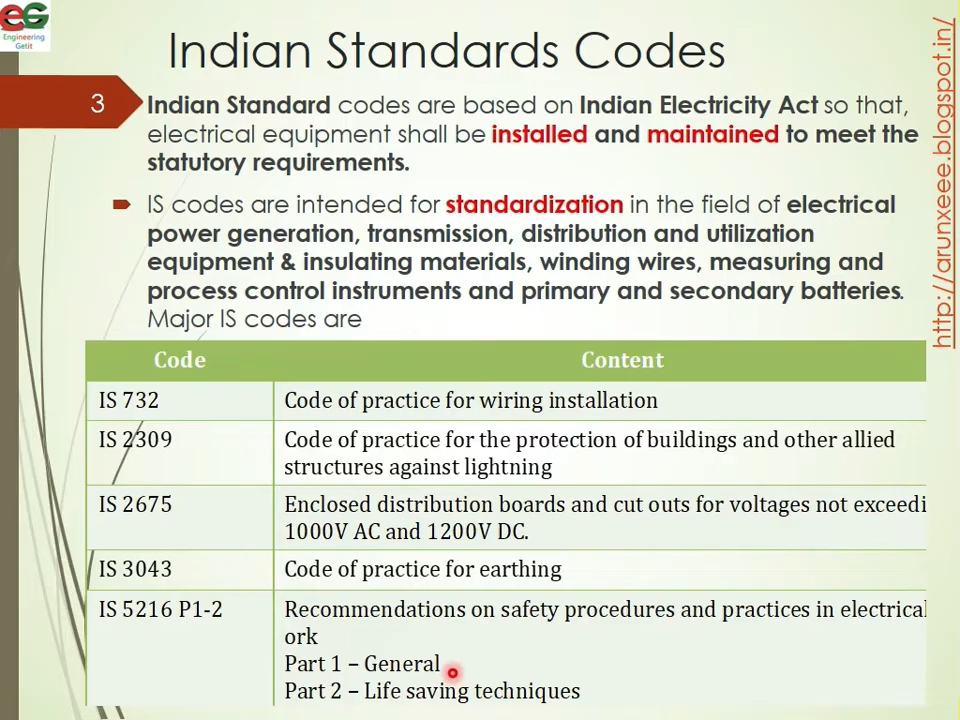 EG
Engineering
Getit
Indian Standards Codes
3
Indian Standard codes are based on Indian Electricity Act so that,
electrical equipment shall be installed and maintained to meet the
statutory requirements.
IS codes are intended for standardization in the field of electrical
power generation, transmission, distribution and utilization
equipment & insulating materials, winding wires, measuring and
process control instruments and primary and secondary batteries.
Major IS codes are
Code Content
IS 732 Code of practice for wiring installation
IS 2309 Code of practice for the protection of buildings and other allied
structures against lightning
IS 2675 Enclosed distribution boards and cut outs for voltages not exceedi
1000V AC and 1200V DC.
IS 3043 Code of practice for earthing
IS 5216 P1-2 Recommendations on safety procedures and practices in electrical
ork
Part 1 – General
Part 2 – Life saving techniques
http://arunxeee.blogspot.in/